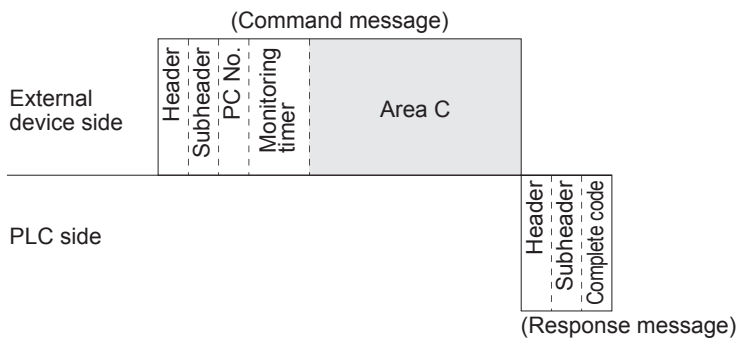 (Command message)
External
device side
Header
Subheader
PC No.
Monitoring
timer
Area C
PLC side
Header
Subheader
Complete code
(Response message)